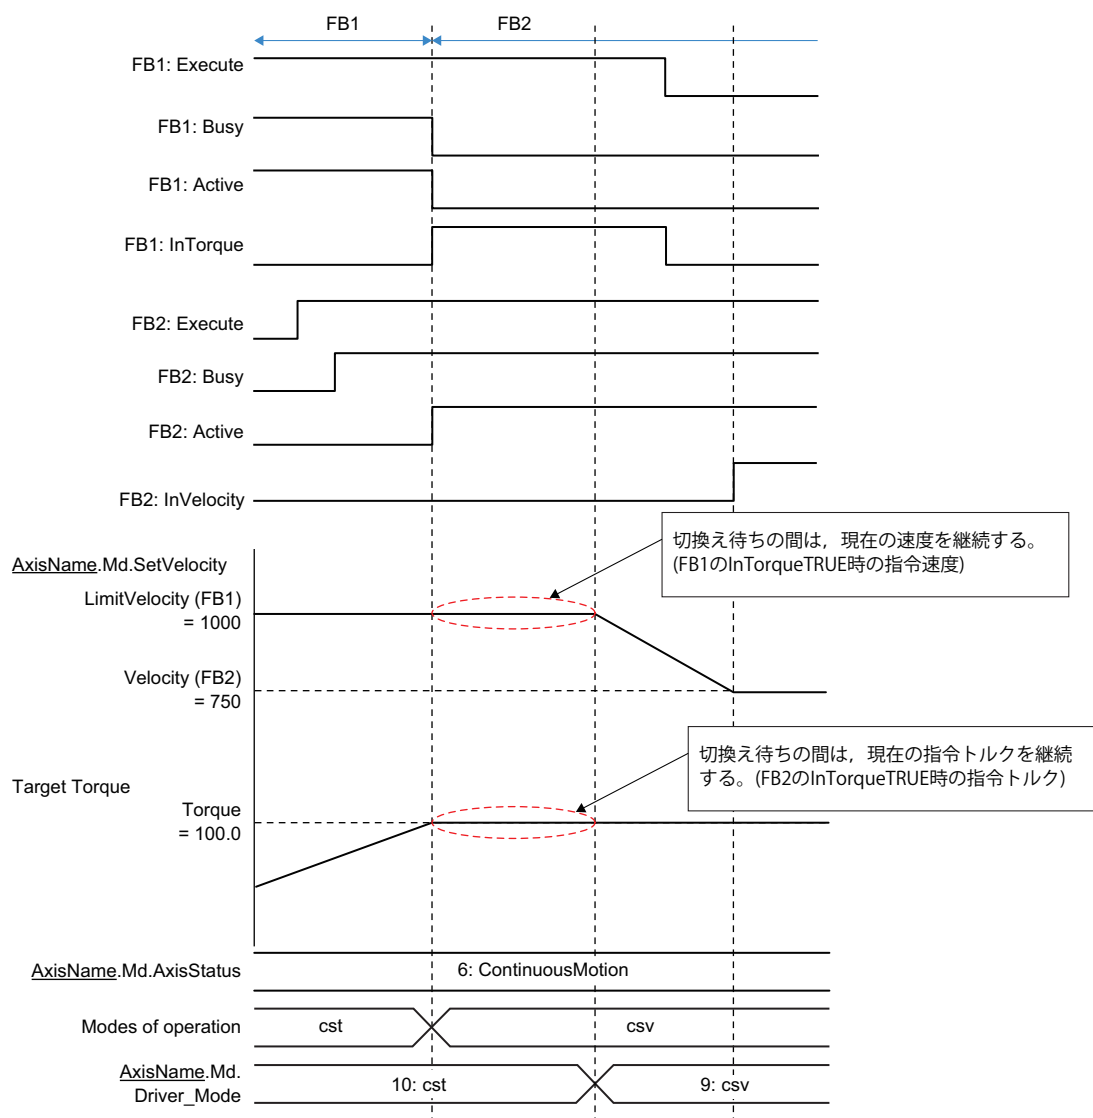 FB1 FB2
FB1: Execute
FB1: Busy
FB1: Active
FB1: InTorque
FB2: Execute
FB2: Busy
FB2: Active
FB2: InVelocity
切換え待ちの間は，現在の速度を継続する。
(FB1のInTorqueTRUE時の指令速度)
AxisName.Md.SetVelocity
LimitVelocity (FB1)
= 1000
Velocity (FB2)
= 750
切換え待ちの間は，現在の指令トルクを継続
する。(FB2のInTorqueTRUE時の指令トルク)
Target Torque
Torque
= 100.0
AxisName.Md.AxisStatus 6: ContinuousMotion
Modes of operation cst csv
AxisName.Md.
Driver_Mode 10: cst 9: csv